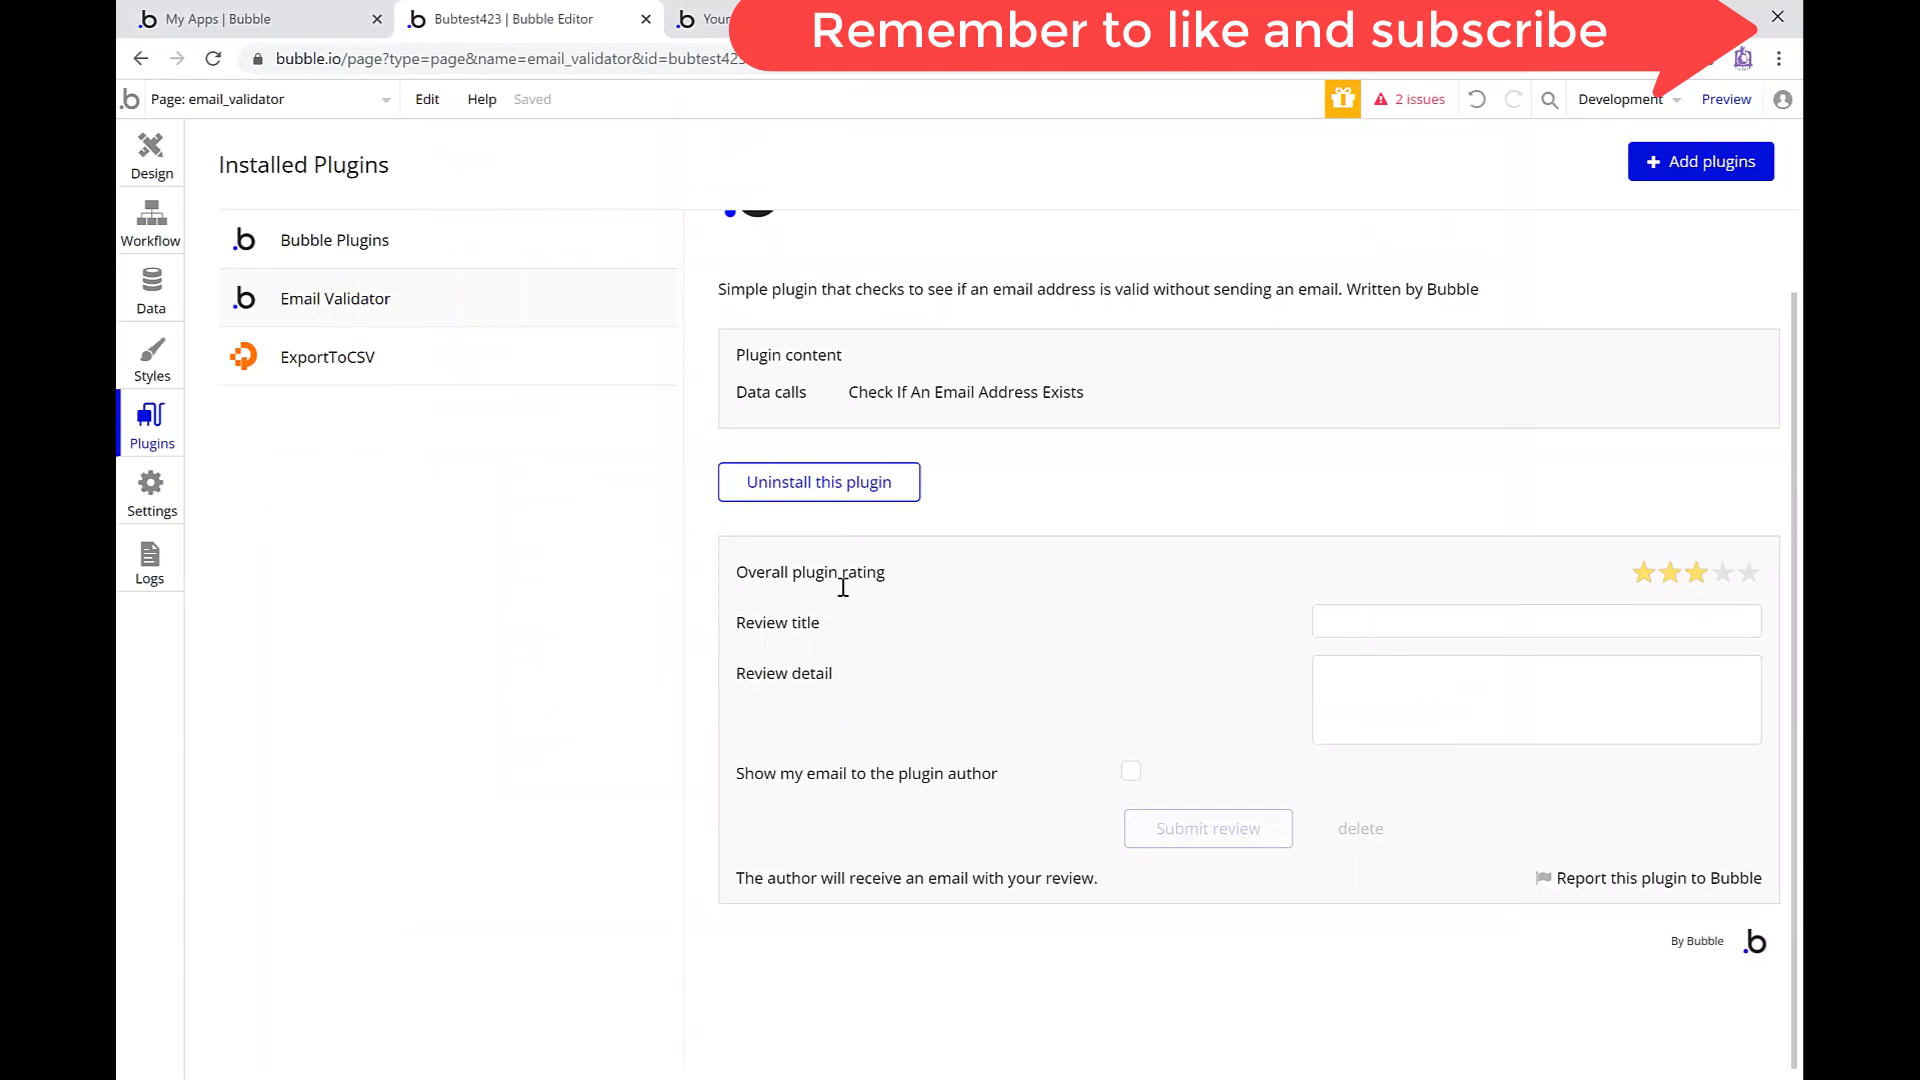 My Apps | Bubble
Bubtest423 | Bubble Editor
Your
Remember to like and subscribe
bubble.io/page?type=page&name=email_validator&id=bubtest423
Page: email_validator
Edit
Help
Saved
2 issues
Development
Preview
Design
Workflow
Data
Styles
Plugins
Settings
Logs
Installed Plugins
+ Add plugins
Bubble Plugins
Email Validator
ExportToCSV
Simple plugin that checks to see if an email address is valid without sending an email. Written by Bubble
Plugin content
Data calls Check If An Email Address Exists
Uninstall this plugin
Overall plugin rating
Review title
Review detail
Show my email to the plugin author
Submit review
delete
The author will receive an email with your review.
Report this plugin to Bubble
By Bubble